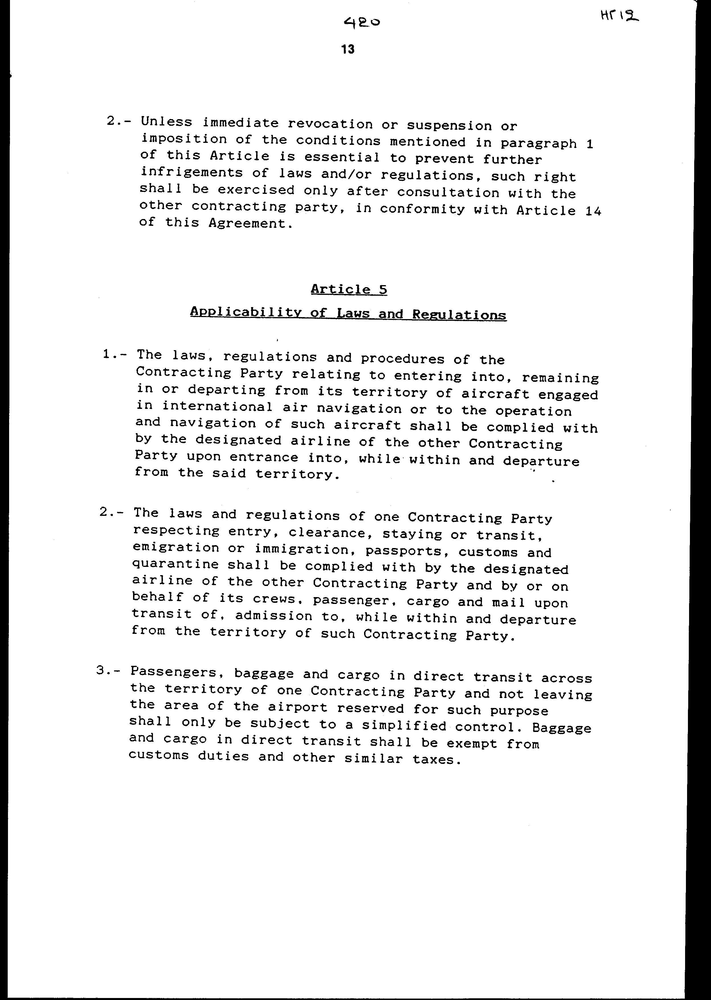 420
HΓ 12
13
2.- Unless immediate revocation or suspension or
imposition of the conditions mentioned in paragraph 1
of this Article is essential to prevent further
infrigements of laws and/or regulations, such right
shall be exercised only after consultation with the
other contracting party, in conformity with Article 14
of this Agreement.
Article 5
Applicability of Laws and Regulations
1.- The laws, regulations and procedures of the
Contracting Party relating to entering into, remaining
in or departing from its territory of aircraft engaged
in international air navigation or to the operation
and navigation of such aircraft shall be complied with
by the designated airline of the other Contracting
Party upon entrance into, while within and departure
from the said territory.
2.- The laws and regulations of one Contracting Party
respecting entry, clearance, staying or transit,
emigration or immigration, passports, customs and
quarantine shall be complied with by the designated
airline of the other Contracting Party and by or on
behalf of its crews, passenger, cargo and mail upon
transit of, admission to, while within and departure
from the territory of such Contracting Party.
3.- Passengers, baggage and cargo in direct transit across
the territory of one Contracting Party and not leaving
the area of the airport reserved for such purpose
shall only be subject to a simplified control. Baggage
and cargo in direct transit shall be exempt from
customs duties and other similar taxes.